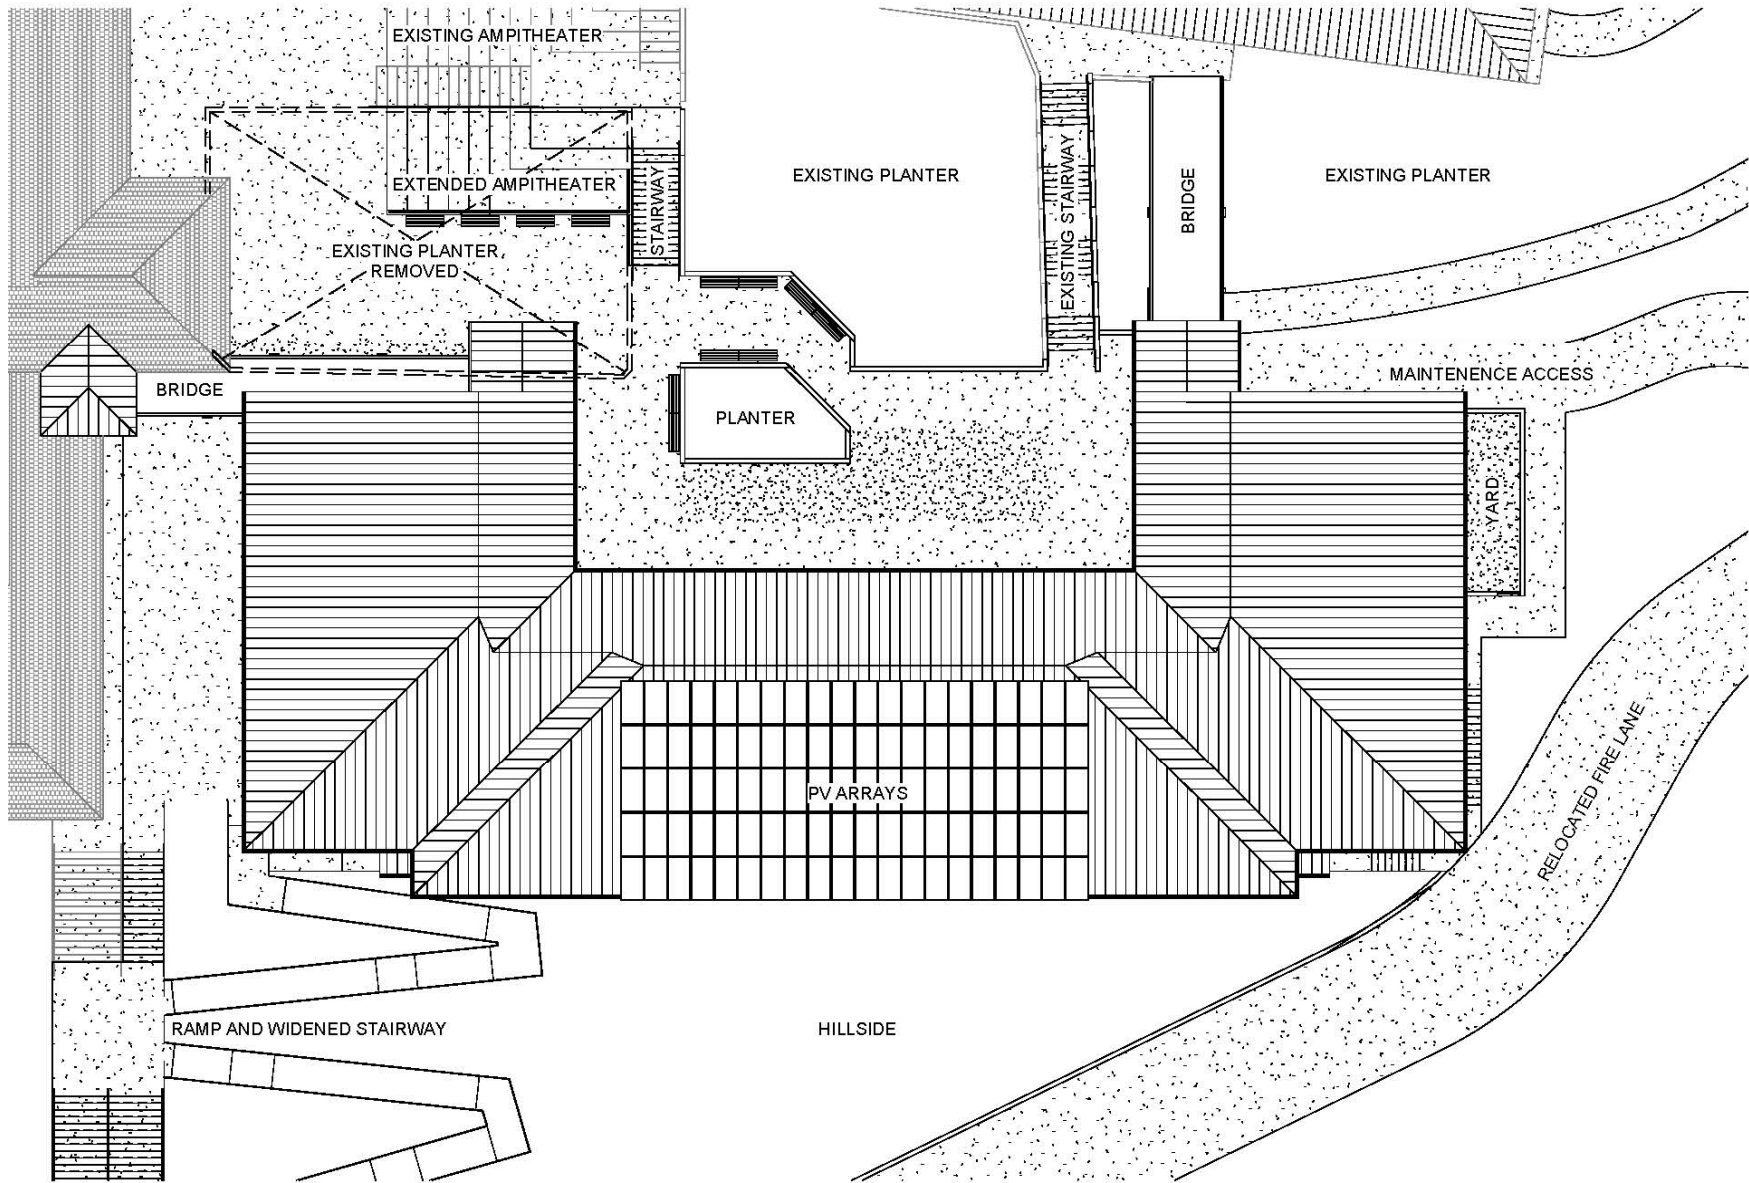 EXISTING AMPITHEATER
EXTENDED AMPITHEATER
STAIRWAY
EXISTING PLANTER
EXISTING STAIRWAY
BRIDGE
EXISTING PLANTER
EXISTING PLANTER
REMOVED
BRIDGE
PLANTER
MAINTENENCE ACCESS
YARD
PV ARRAYS
RELOCATED FIRE LANE
RAMP AND WIDENED STAIRWAY
HILLSIDE